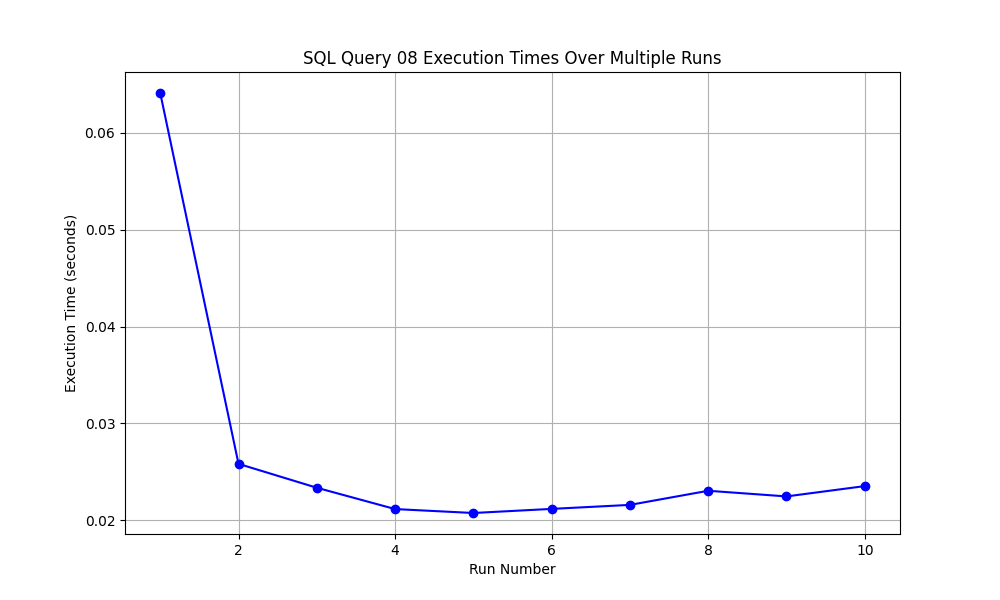 SQL Query 08 Execution Times Over Multiple Runs
Execution Time (seconds)
0.06
0.05
0.04
0.03
0.02
2 4 6 8 10
Run Number